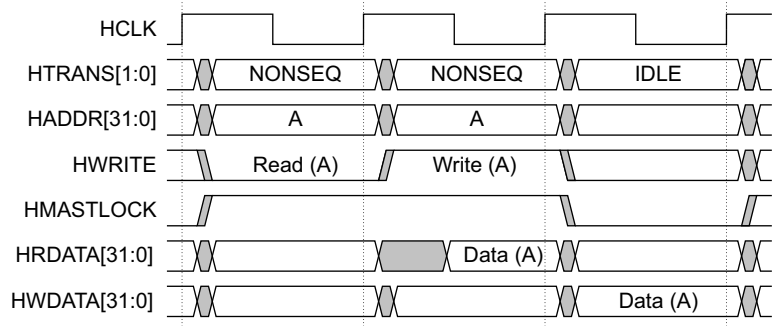 HCLK
HTRANS[1:0] NONSEQ NONSEQ IDLE
HADDR[31:0] A A
HWRITE Read (A) Write (A)
HMASTLOCK
HRDATA[31:0] Data (A)
HWDATA[31:0] Data (A)